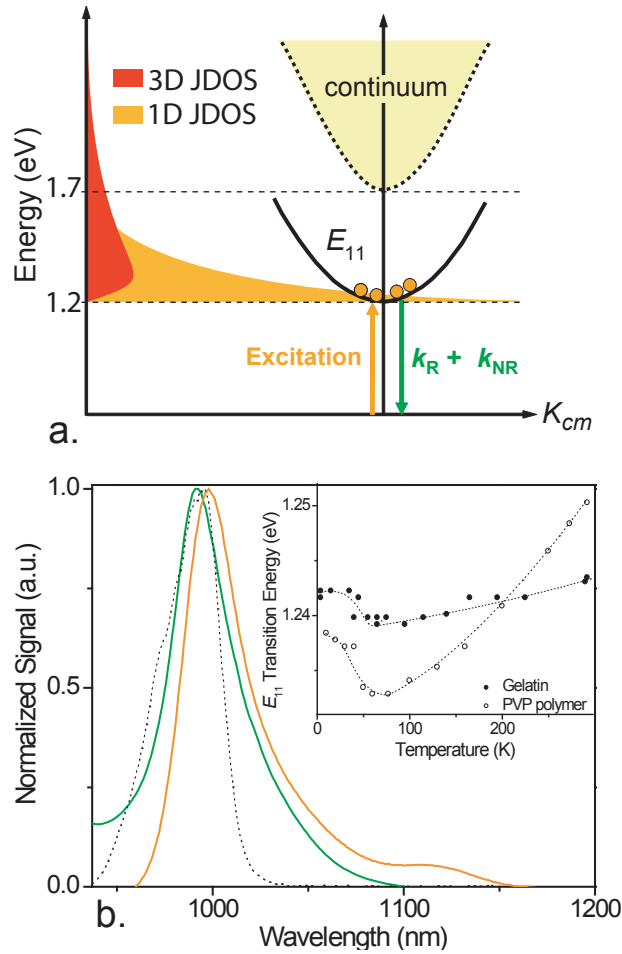 3D JDOS
1D JDOS
continuum
Energy (eV)
1.7
E11
1.2
Excitation
kR + kNR
Kcm
a.
1.0
0.5
0.0
Normalized Signal (a.u.)
1.25
1.24
E11 Transition Energy (eV)
Gelatin
PVP polymer
0
100
200
Temperature (K)
b.
1000
1100
1200
Wavelength (nm)